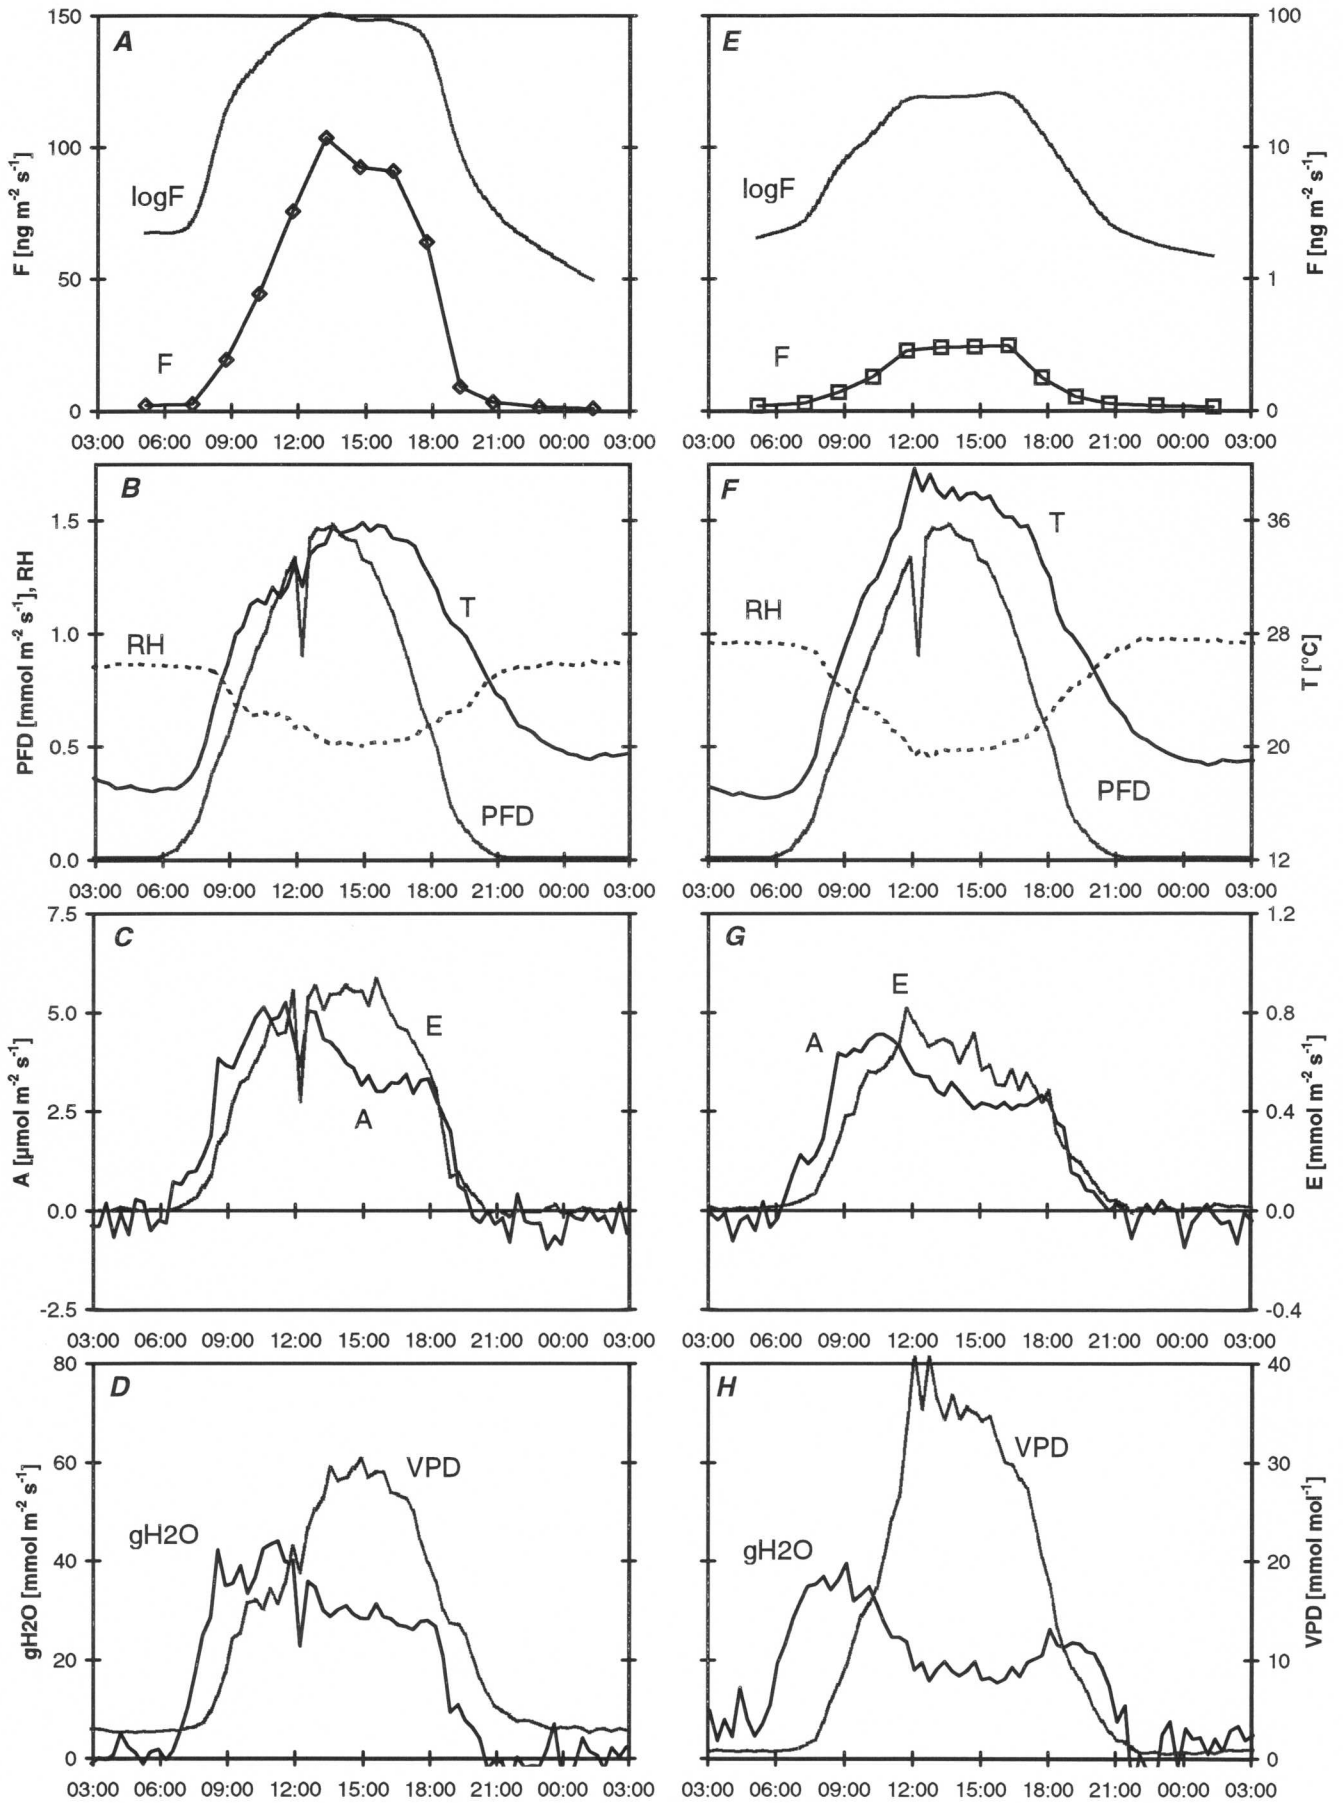 A
E
150
100
50
0
F [ng m⁻² s⁻¹]
logF
F
logF
F
100
10
1
0
F [ng m⁻² s⁻¹]
03:00 06:00 09:00 12:00 15:00 18:00 21:00 00:00 03:00
03:00 06:00 09:00 12:00 15:00 18:00 21:00 00:00 03:00
B
F
1.5
1.0
0.5
0.0
PFD [mmol m⁻² s⁻¹], RH
RH
T
PFD
RH
T
PFD
36
28
20
12
T [°C]
03:00 06:00 09:00 12:00 15:00 18:00 21:00 00:00 03:00
03:00 06:00 09:00 12:00 15:00 18:00 21:00 00:00 03:00
C
G
7.5
5.0
2.5
0.0
-2.5
A [µmol m⁻² s⁻¹]
E
A
E
A
1.2
0.8
0.4
0.0
-0.4
E [mmol m⁻² s⁻¹]
03:00 06:00 09:00 12:00 15:00 18:00 21:00 00:00 03:00
03:00 06:00 09:00 12:00 15:00 18:00 21:00 00:00 03:00
D
H
80
60
40
20
0
gH2O [mmol m⁻² s⁻¹]
VPD
gH2O
VPD
gH2O
40
30
20
10
0
VPD [mmol mol⁻¹]
03:00 06:00 09:00 12:00 15:00 18:00 21:00 00:00 03:00
03:00 06:00 09:00 12:00 15:00 18:00 21:00 00:00 03:00